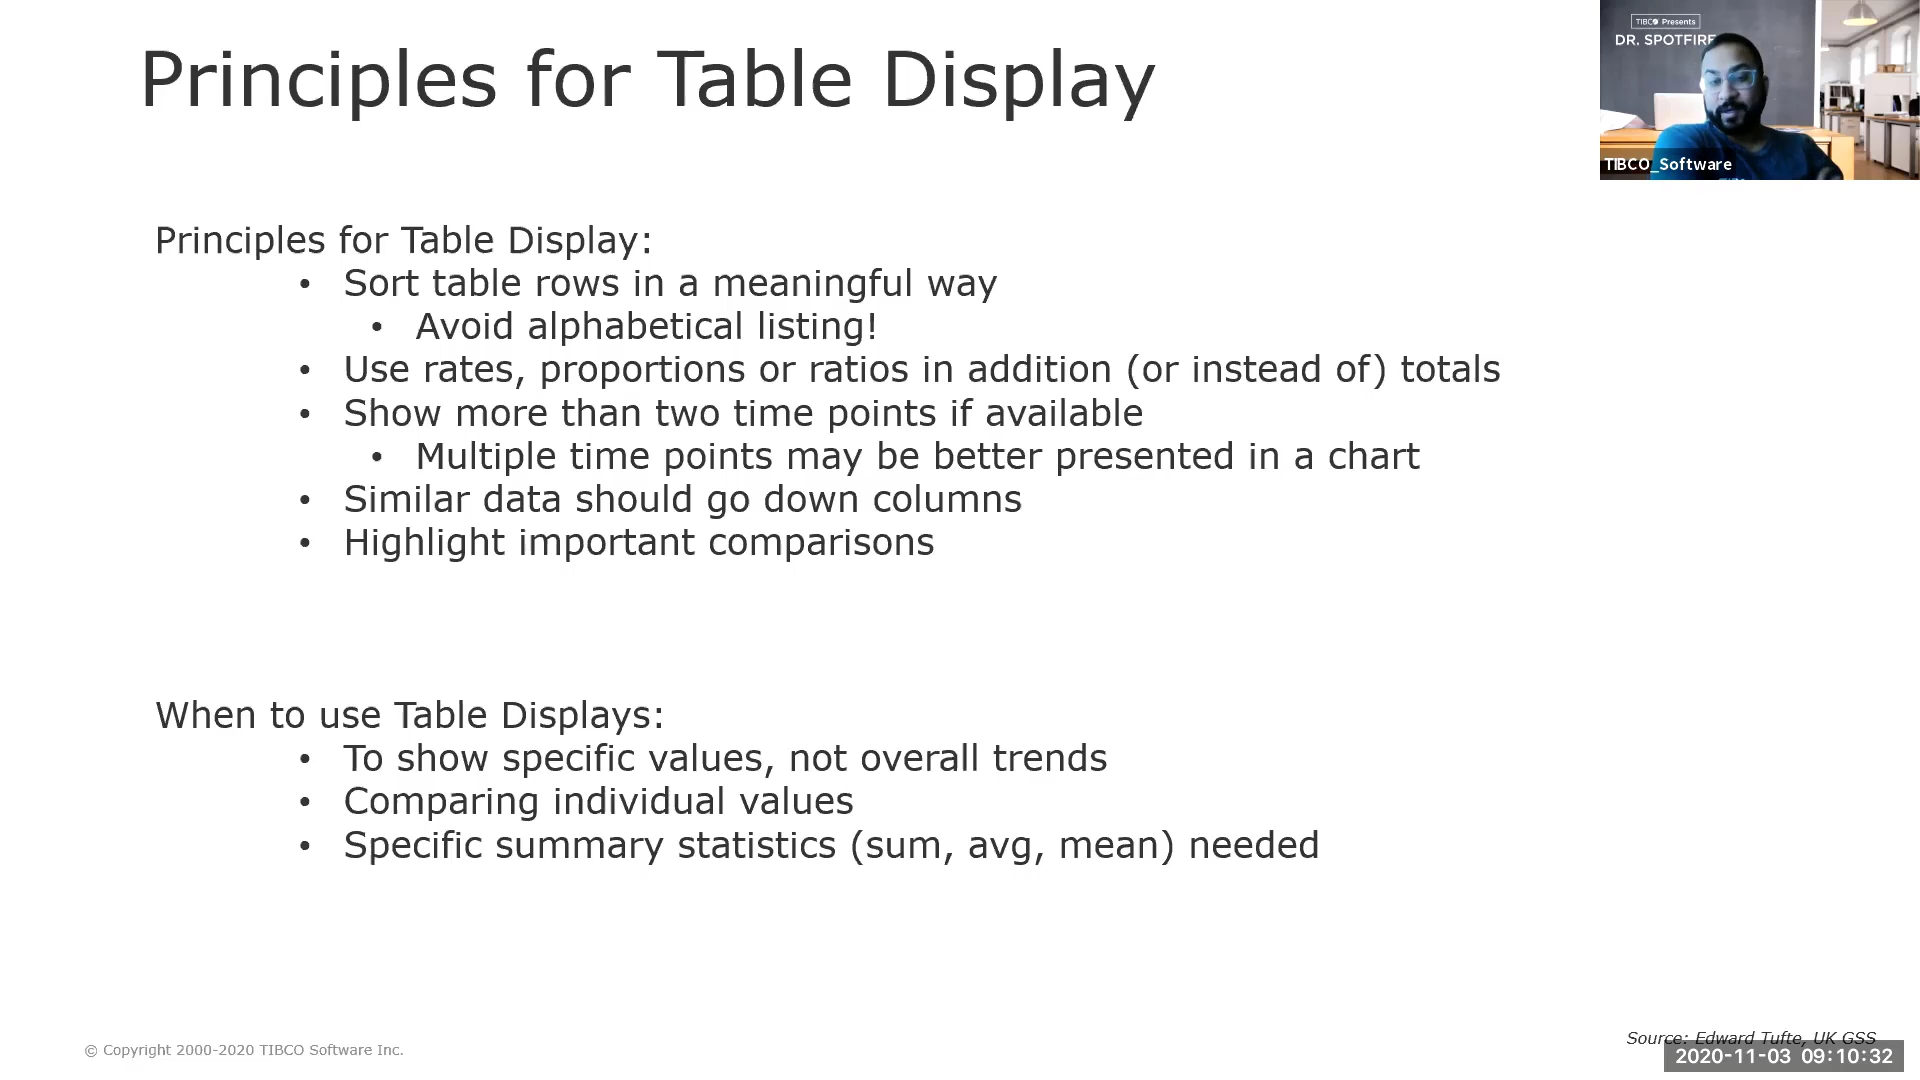 Principles for Table Display
TIBCO Presents
DR. SPOTFIRE
TIBCO_Software
Principles for Table Display:
• Sort table rows in a meaningful way
• Avoid alphabetical listing!
• Use rates, proportions or ratios in addition (or instead of) totals
• Show more than two time points if available
• Multiple time points may be better presented in a chart
• Similar data should go down columns
• Highlight important comparisons
When to use Table Displays:
• To show specific values, not overall trends
• Comparing individual values
• Specific summary statistics (sum, avg, mean) needed
© Copyright 2000-2020 TIBCO Software Inc.
Source: Edward Tufte, UK GSS
2020-11-03 09:10:32